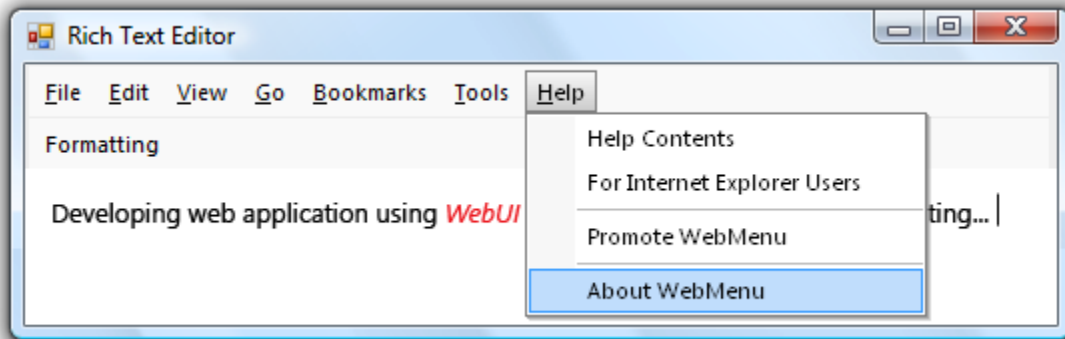 Rich Text Editor
File Edit View Go Bookmarks Tools Help
Formatting
Help Contents
For Internet Explorer Users
Developing web application using WebUI ting...
Promote WebMenu
About WebMenu